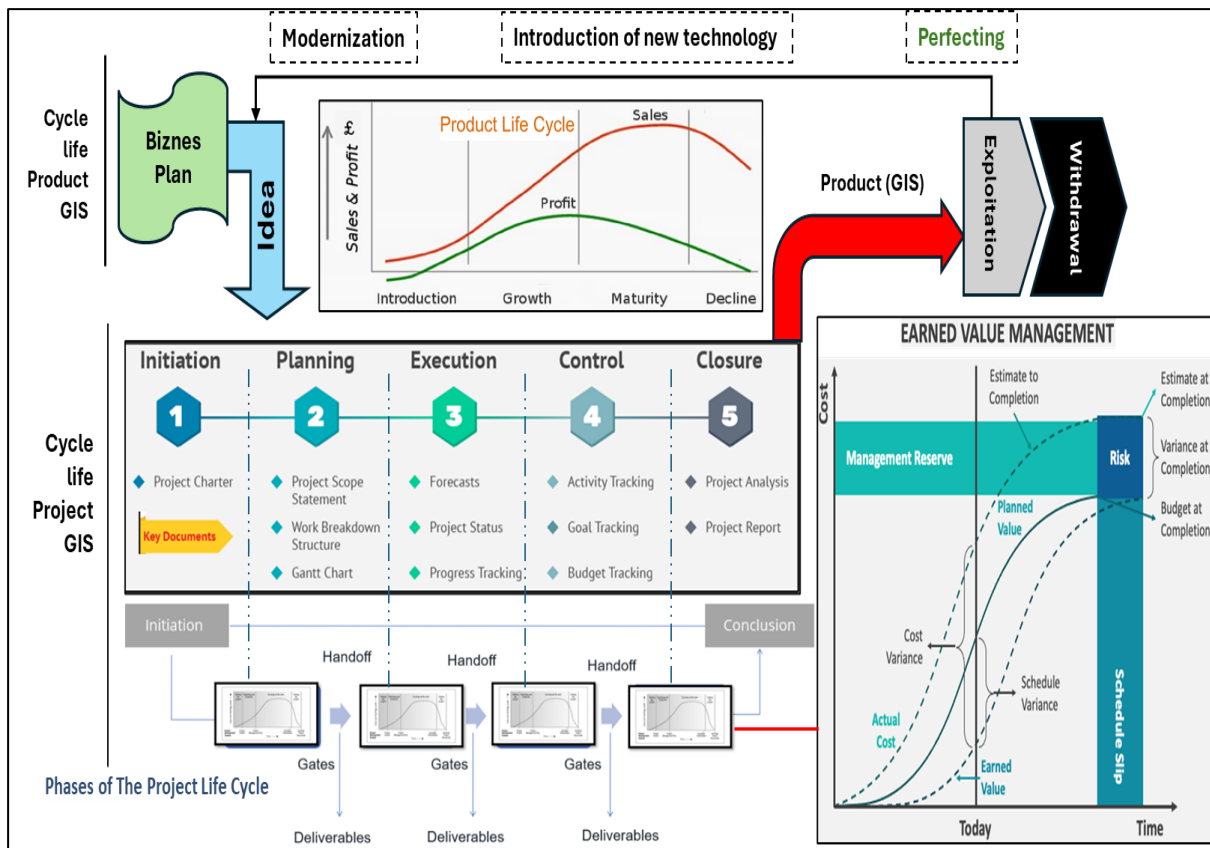 Modernization
Introduction of new technology
Perfecting
Cycle
life
Product
GIS
Biznes
Plan
Idea
Sales & Profit
Product Life Cycle
Sales
Profit
Introduction
Growth
Maturity
Decline
Product (GIS)
Exploitation
Withdrawal
Cycle
life
Project
GIS
Initiation
Planning
Execution
Control
Closure
1
2
3
4
5
Project Charter
Key Documents
Project Scope
Statement
Work Breakdown
Structure
Gantt Chart
Forecasts
Project Status
Progress Tracking
Activity Tracking
Goal Tracking
Budget Tracking
Project Analysis
Project Report
Initiation
Conclusion
Handoff
Handoff
Handoff
Gates
Gates
Gates
Phases of The Project Life Cycle
Deliverables
Deliverables
Deliverables
EARNED VALUE MANAGEMENT
Cost
Estimate to
Completion
Estimate at
Completion
Management Reserve
Risk
Variance at
Completion
Planned
Value
Budget at
Completion
Cost
Variance
Schedule
Variance
Actual
Cost
Earned
Value
Schedule Slip
Today
Time